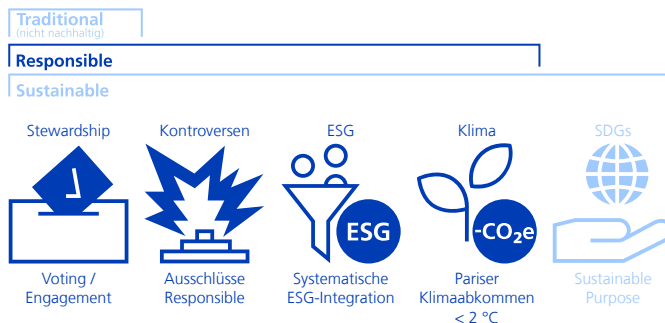 Traditional
(nicht nachhaltig)
Responsible
Sustainable
Stewardship
Kontroversen
ESG
Klima
SDGs
ESG
-CO₂e
Voting /
Engagement
Ausschlüsse
Responsible
Systematische
ESG-Integration
Pariser
Klimaabkommen
< 2 °C
Sustainable
Purpose